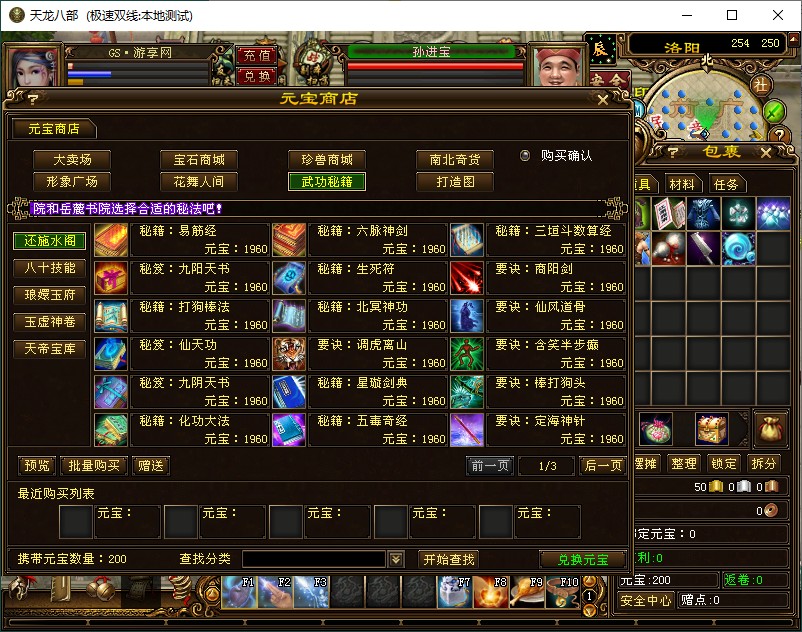 天龙八部 (极速双线:本地测试)
GS·游享网
充值
兑换
孙进宝
安全
洛阳 254 250
北
社
? 元宝商店
元宝商店
大卖场 宝石商城 珍兽商城 南北奇货 购买确认
形象广场 花舞人间 武功秘籍 打造图
院和岳麓书院选择合适的秘法吧!
还施水阁
八十技能
琅嬛玉府
玉虚神卷
天帝宝库
秘籍:易筋经 秘籍:六脉神剑 秘籍:三垣斗数算经
元宝:1960 元宝:1960 元宝:1960
秘笈:九阳天书 秘笈:生死符 要诀:商阳剑
元宝:1960 元宝:1960 元宝:1960
秘籍:打狗棒法 秘籍:北冥神功 要诀:仙风道骨
元宝:1960 元宝:1960 元宝:1960
秘笈:仙天功 要诀:调虎离山 要诀:含笑半步癫
元宝:1960 元宝:1960 元宝:1960
秘笈:九阴天书 秘籍:星璇剑典 要诀:棒打狗头
元宝:1960 元宝:1960 元宝:1960
秘籍:化功大法 秘籍:五毒奇经 要诀:定海神针
元宝:1960 元宝:1960 元宝:1960
预览 批量购买 赠送 前一页 1/3 后一页
最近购买列表
元宝: 元宝: 元宝: 元宝: 元宝:
携带元宝数量:200 查找分类 开始查找 兑换元宝
? 包裹
具 材料 任务
摆摊 整理 锁定 拆分
50 0 0
0
定元宝:0
利:0
元宝:200 返卷:0
安全中心 赠点:0
F1 F2 F3 F7 F8 F9 F10 1